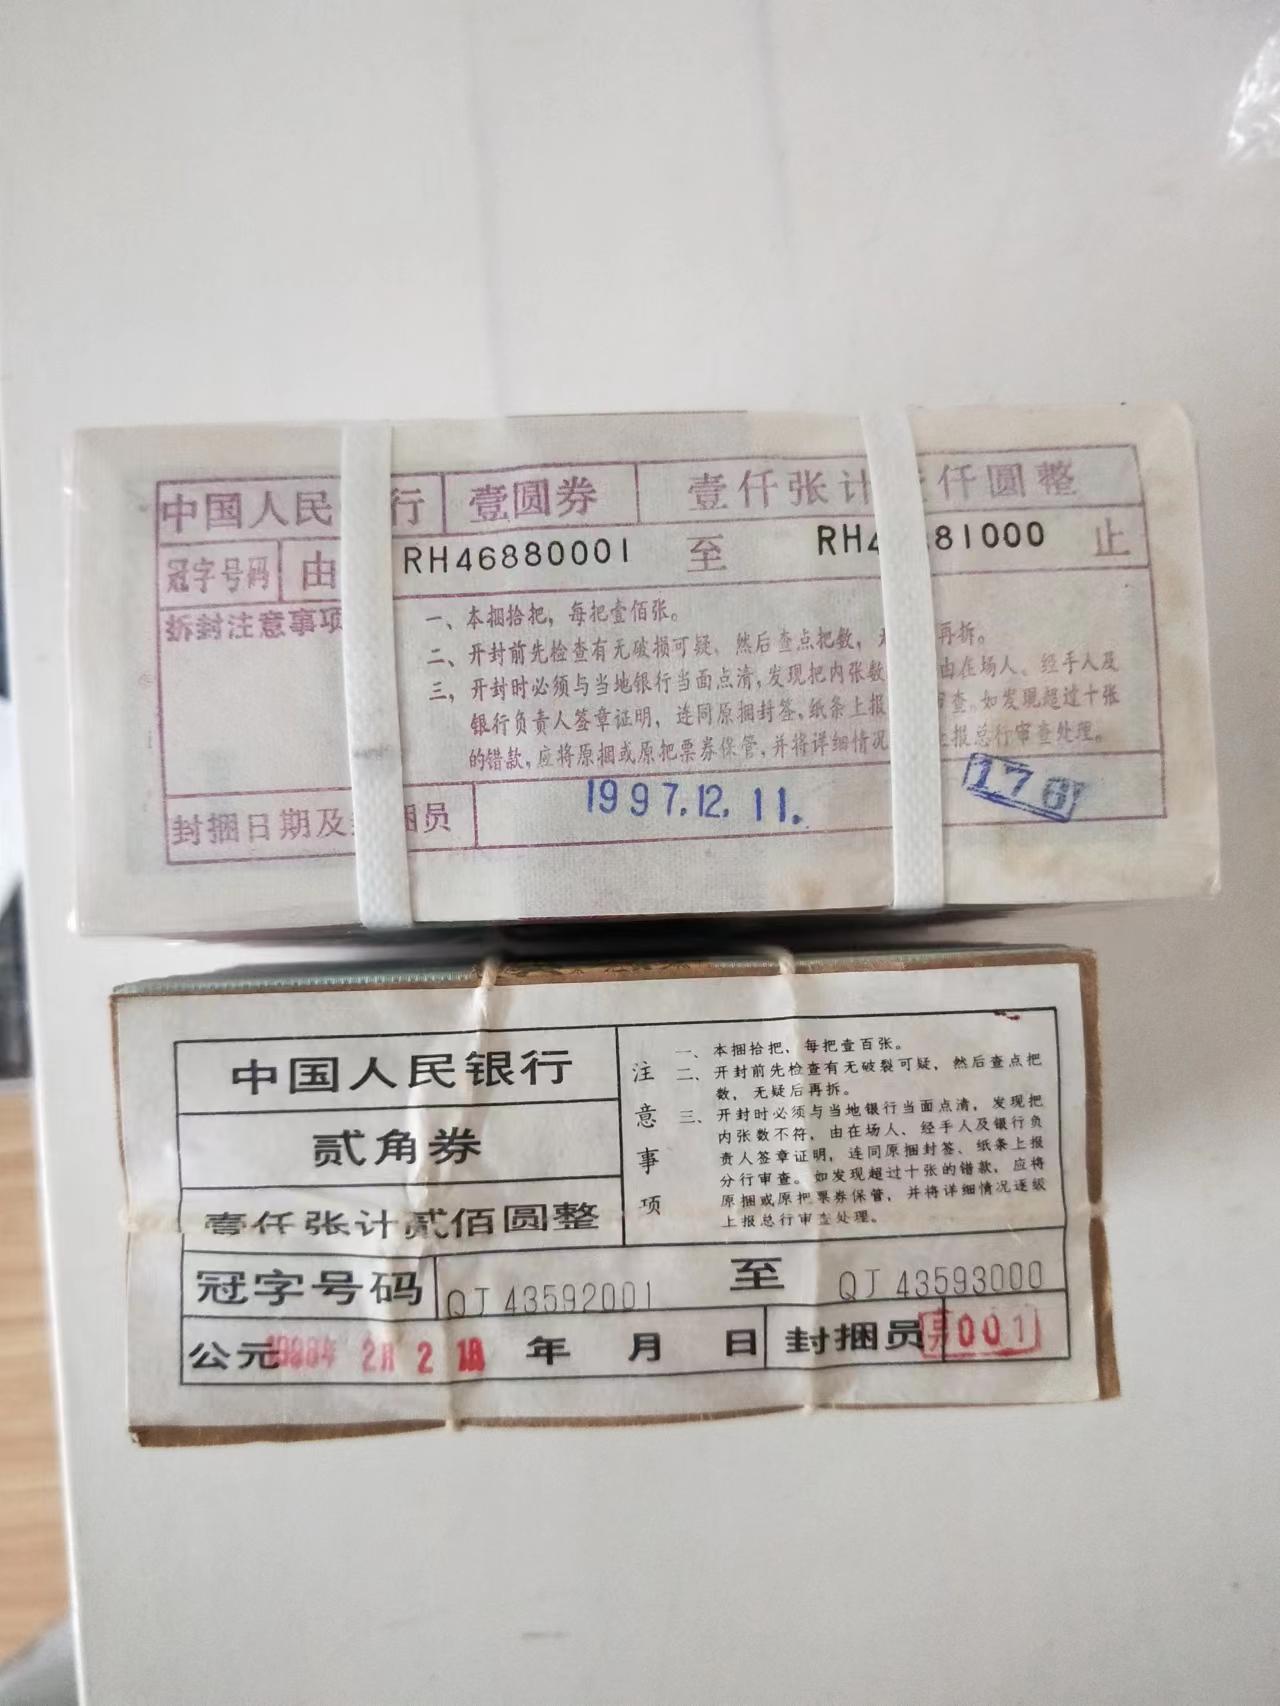 中国人民 行 壹圆券 壹仟张计 仟圆整
冠字号码 由 RH46880001 至 RH4 81000 止
拆封注意事项
一、本捆拾把，每把壹佰张。
二、开封前先检查有无破损可疑，然后查点把数， 再拆。
三，开封时必须与当地银行当面点清，发现把内张数 由在场人、经手人及
银行负责人签章证明，连同原捆封签，纸条上报 审查。如发现超过十张
的错款，应将原捆或原把票券保管，并将详细情况 上报总行审查处理。
封捆日期及 捆员 1997.12.11. 176
中国人民银行
贰角券
壹仟张计贰佰圆整
注意事项
一、本捆拾把，每把壹百张。
二、开封前先检查有无破裂可疑，然后查点把
数，无疑后再拆。
三、开封时必须与当地银行当面点清，发现把
内张数不符，由在场人、经手人及银行负
责人签章证明，连同原捆封签、纸条上报
分行审查。如发现超过十张的错款，应将
原捆或原把票券保管，并将详细情况逐级
上报总行审查处理。
冠字号码 QJ 43592001 至 QJ 43593000
公元 2月 2 1日 年 月 日 封捆员 001